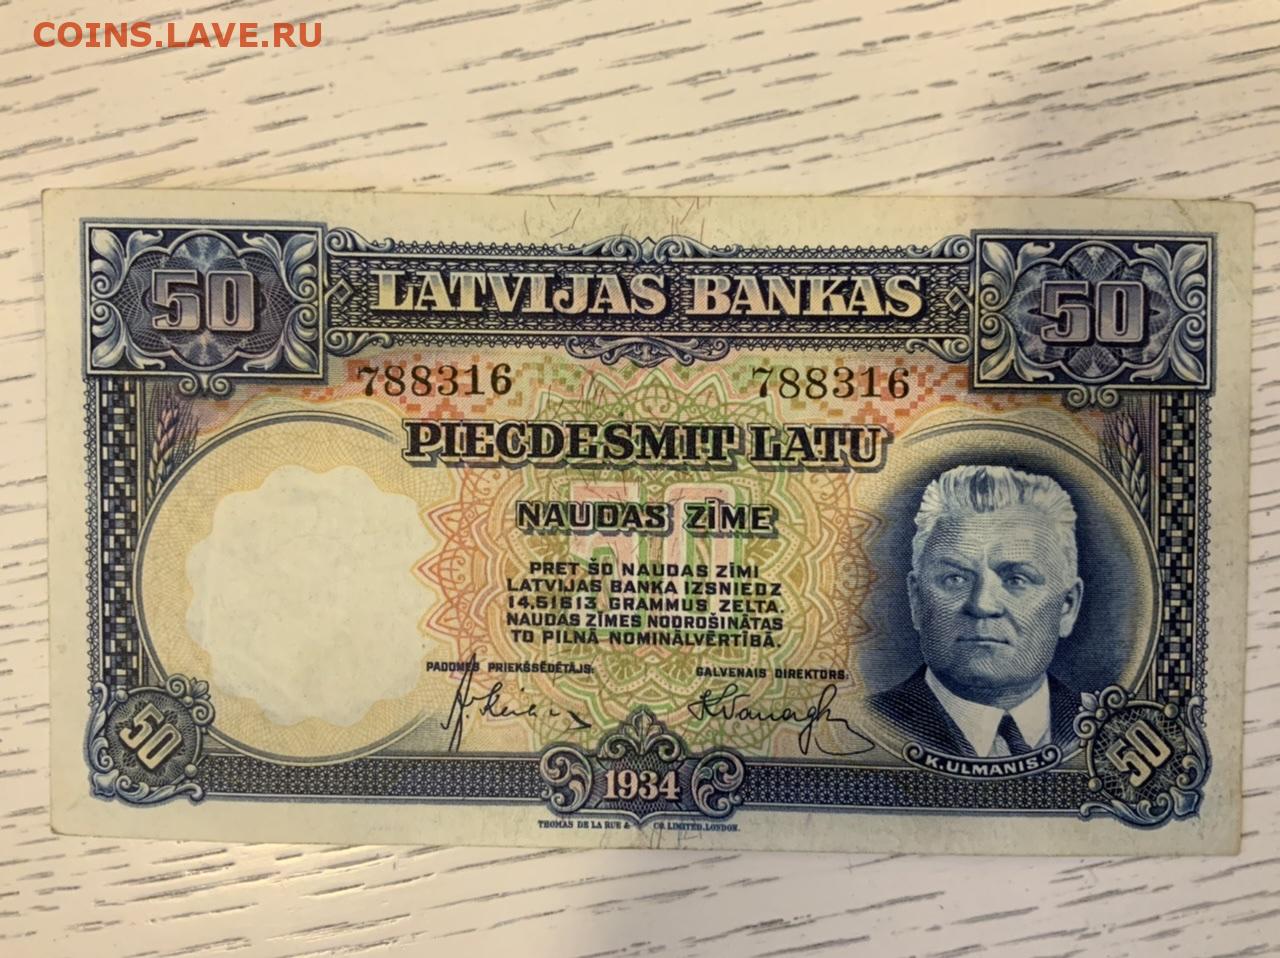 COINS.LAVE.RU
50 LATVIJAS BANKAS 50
788316 788316
PIECDESMIT LATU
50
NAUDAS ZĪME
PRET ŠO NAUDAS ZĪMI
LATVIJAS BANKA IZSNIEDZ
14,51613 GRAMMUS ZELTA.
NAUDAS ZĪMES NODROŠINĀTAS
TO PILNĀ NOMINĀLVĒRTĪBĀ.
PADOMES PRIEKŠSĒDĒTĀJS: GALVENAIS DIREKTORS:
K.ULMANIS.
50 1934 50
THOMAS DE LA RUE & CO. LIMITED. LONDON.